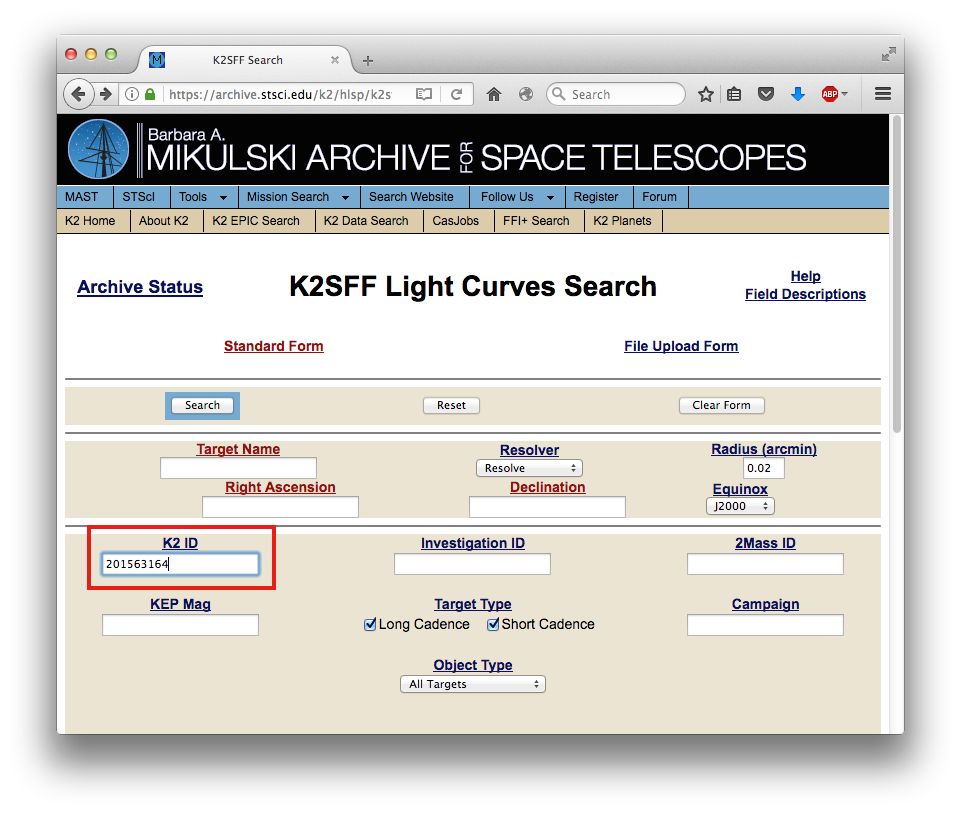 K2SFF Search
https://archive.stsci.edu/k2/hlsp/k2s
Search
ABP
Barbara A.
MIKULSKI ARCHIVE FOR SPACE TELESCOPES
MAST STScI Tools Mission Search Search Website Follow Us Register Forum
K2 Home About K2 K2 EPIC Search K2 Data Search CasJobs FFI+ Search K2 Planets
Archive Status K2SFF Light Curves Search Help
Field Descriptions
Standard Form File Upload Form
Search Reset Clear Form
Target Name Resolver Radius (arcmin)
Resolve 0.02
Right Ascension Declination Equinox
J2000
K2 ID Investigation ID 2Mass ID
201563164
KEP Mag Target Type Campaign
Long Cadence Short Cadence
Object Type
All Targets